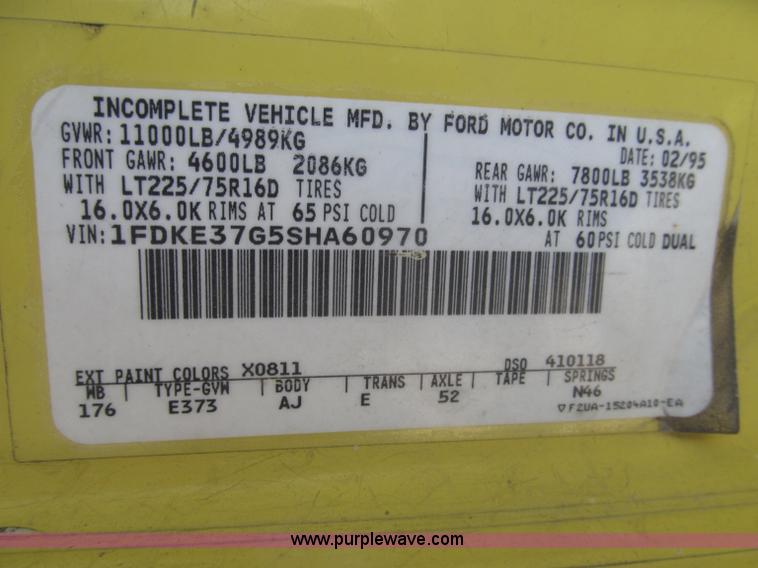 INCOMPLETE VEHICLE MFD. BY FORD MOTOR CO. IN U.S.A.
GVWR: 11000LB/4989KG
DATE: 02/95
FRONT GAWR: 4600LB 2086KG
REAR GAWR: 7800LB 3538KG
WITH LT225/75R16D TIRES
WITH LT225/75R16D TIRES
16.0X6.0K RIMS AT 65 PSI COLD
16.0X6.0K RIMS
VIN: 1FDKE37G5SHA60970
AT 60 PSI COLD DUAL
EXT PAINT COLORS X0811
DSO 410118
WB TYPE-GVW BODY TRANS AXLE TAPE SPRINGS
176 E373 AJ E 52 N46
▽F2UA-15204A10-EA
www.purplewave.com